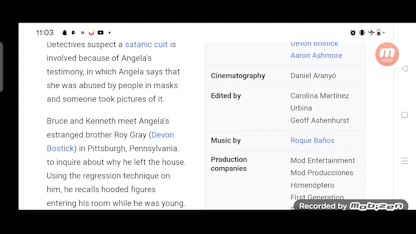 11:03
Detectives suspect a satanic cult is
involved because of Angela's
testimony, in which Angela says that
she was abused by people in masks
and someone took pictures of it.
Bruce and Kenneth meet Angela's
estranged brother Roy Gray (Devon
Bostick) in Pittsburgh, Pennsylvania.
to inquire about why he left the house.
Using the regression technique on
him, he recalls hooded figures
entering his room while he was young.
Devon Bostick
Aaron Ashmore
Cinematography Daniel Aranyó
Edited by Carolina Martínez
Urbina
Geoff Ashenhurst
Music by Roque Baños
Production Mod Entertainment
companies Mod Producciones
Himenóptero
First Generation
Recorded by MOBIZEN